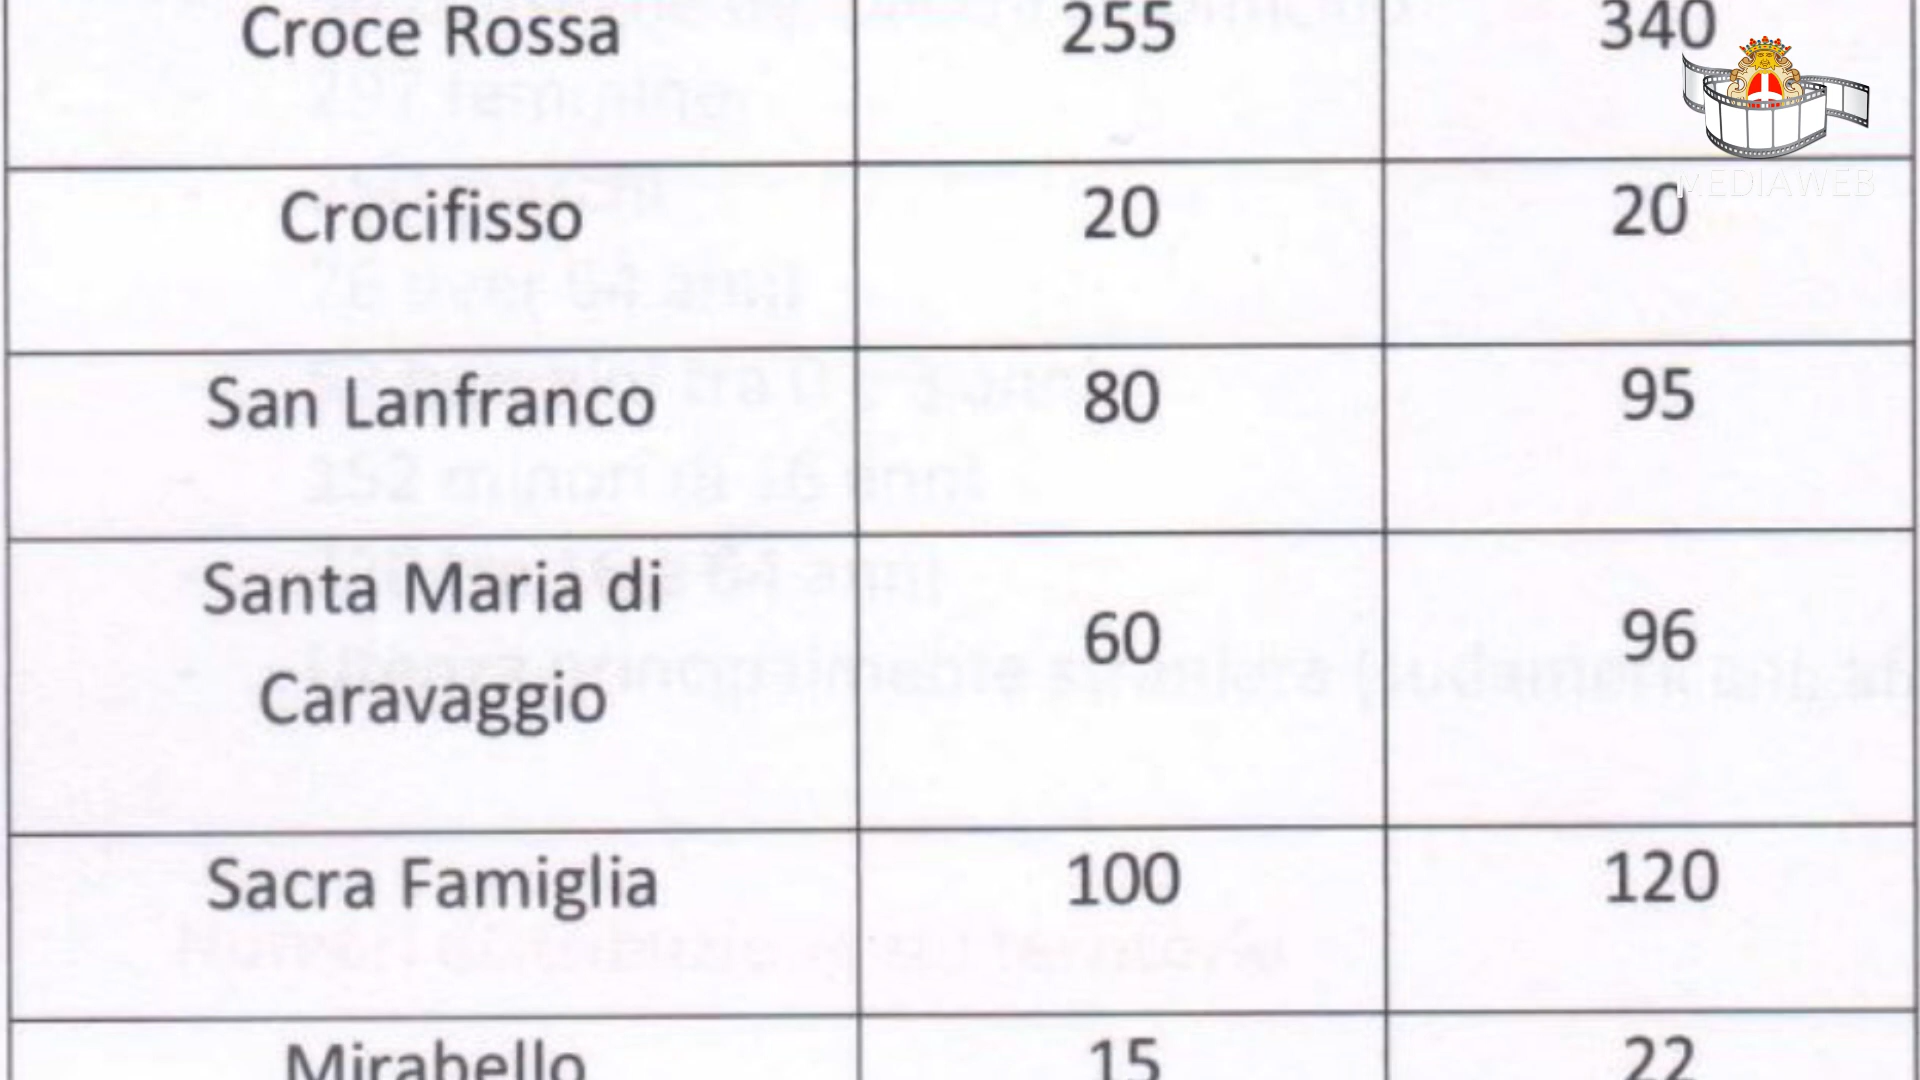 Croce Rossa 255 340
MEDIAWEB
Crocifisso 20 20
San Lanfranco 80 95
Santa Maria di
Caravaggio 60 96
Sacra Famiglia 100 120
Mirabello 15 22